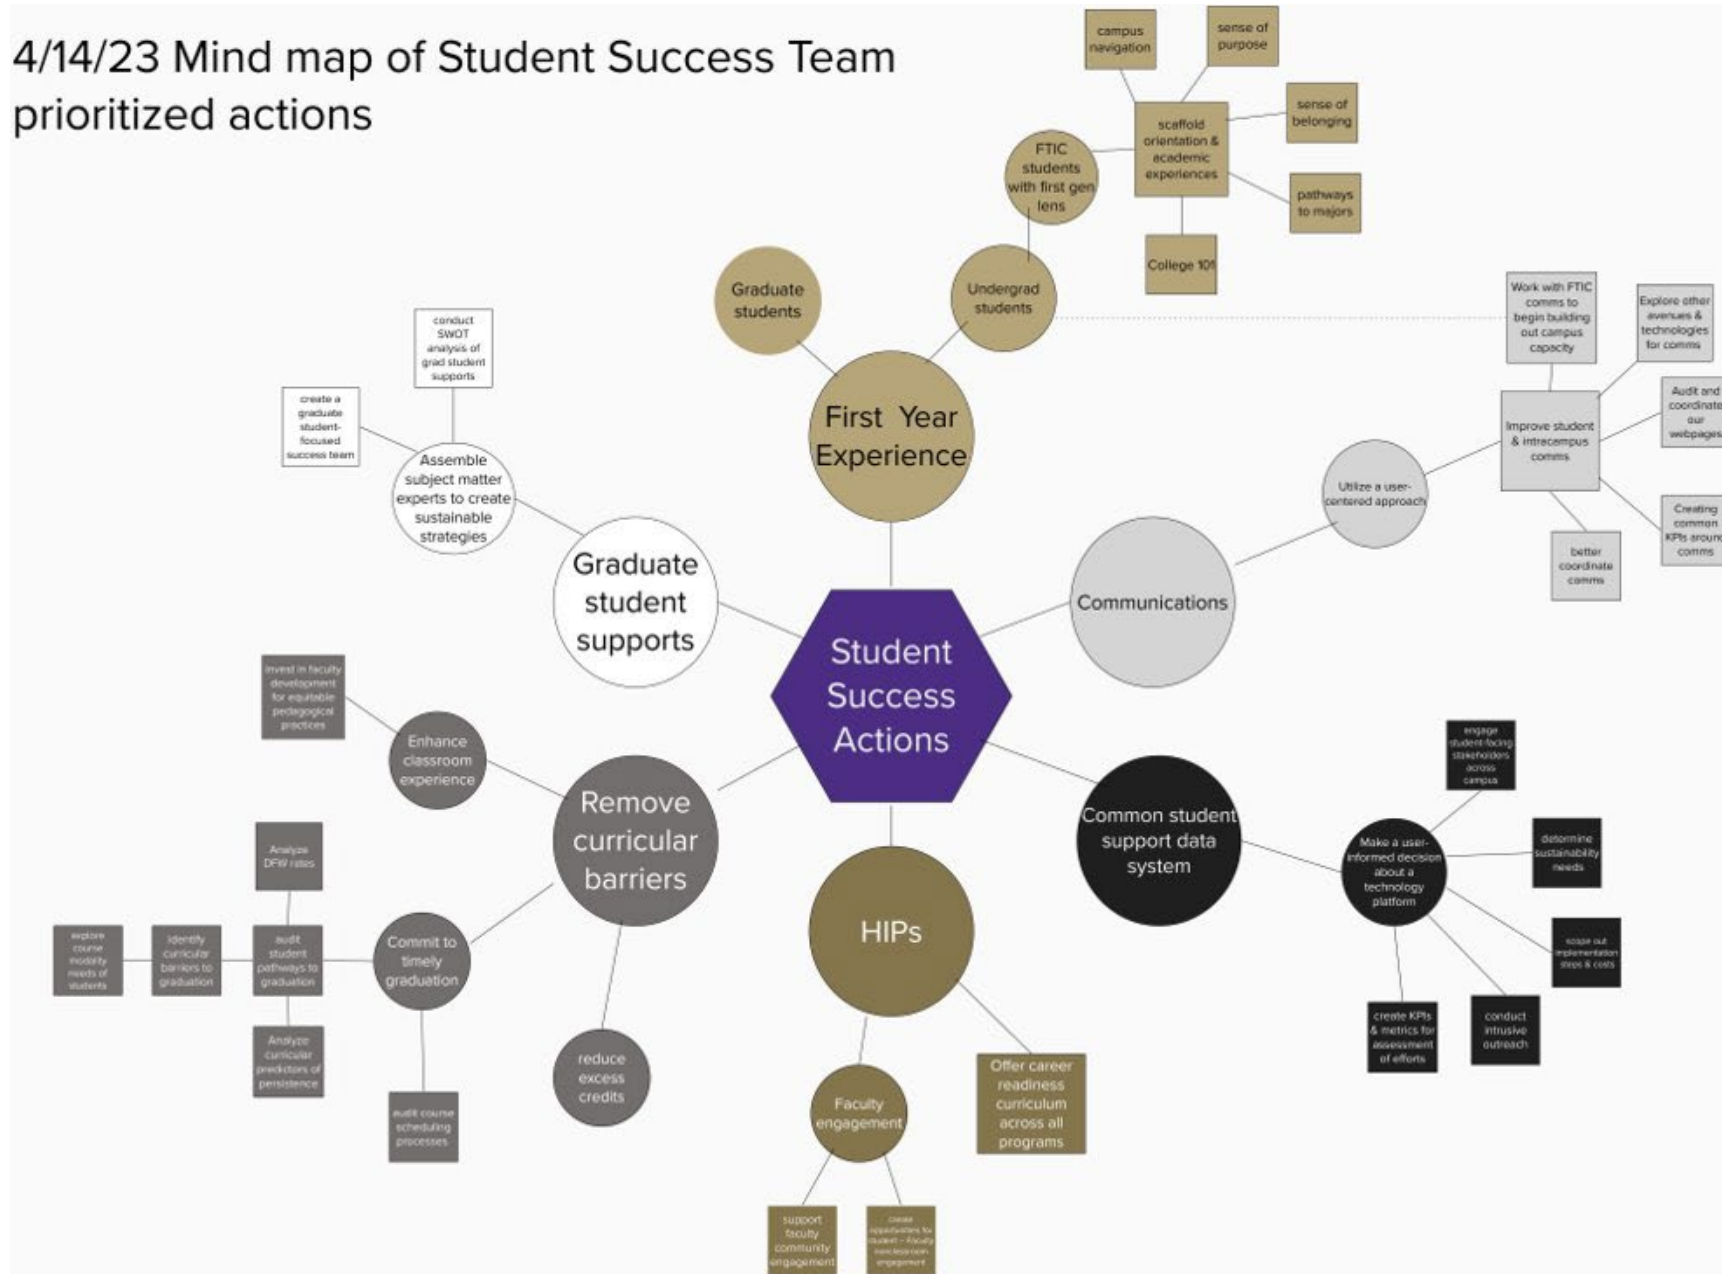 4/14/23 Mind map of Student Success Team
prioritized actions
campus
navigation
sense of
purpose
sense of
belonging
scaffold
orientation &
academic
experiences
FTIC
students
with first gen
lens
pathways
to majors
College 101
Graduate
students
Undergrad
students
First Year
Experience
Work with FTIC
comms to
begin building
out campus
capacity
Explore other
avenues &
technologies
for comms
Audit and
coordinate
our
webpages
Improve student
& intracampus
comms
Creating
common
KPIs around
comms
better
coordinate
comms
Utilize a user-
centered approach
Communications
conduct
SWOT
analysis of
grad student
supports
create a
graduate
student-
focused
success team
Assemble
subject matter
experts to create
sustainable
strategies
Graduate
student
supports
Student
Success
Actions
invest in faculty
development
for equitable
pedagogical
practices
Enhance
classroom
experience
Remove
curricular
barriers
Analyze
DFW rates
explore
course
modality
needs of
students
identify
curricular
barriers to
graduation
audit
student
pathways to
graduation
Commit to
timely
graduation
Analyze
curricular
predictors of
persistence
audit course
scheduling
processes
reduce
excess
credits
HIPs
Faculty
engagement
Offer career
readiness
curriculum
across all
programs
support
faculty
community
engagement
create
opportunities for
student – Faculty
nonclassroom
engagement
Common student
support data
system
Make a user-
informed decision
about a
technology
platform
engage
student-facing
stakeholders
across
campus
determine
sustainability
needs
scope out
implementation
steps & costs
conduct
intrusive
outreach
create KPIs
& metrics for
assessment
of efforts